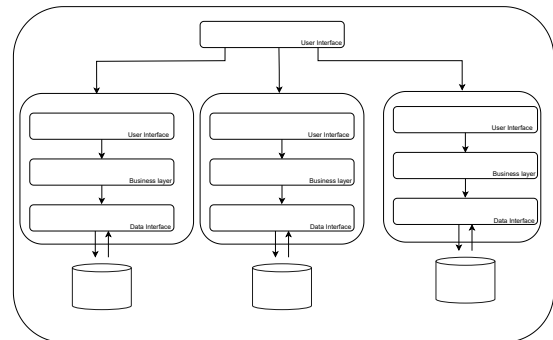 User Interface
User Interface
Business layer
Data Interface
User Interface
Business layer
Data Interface
User Interface
Business layer
Data Interface